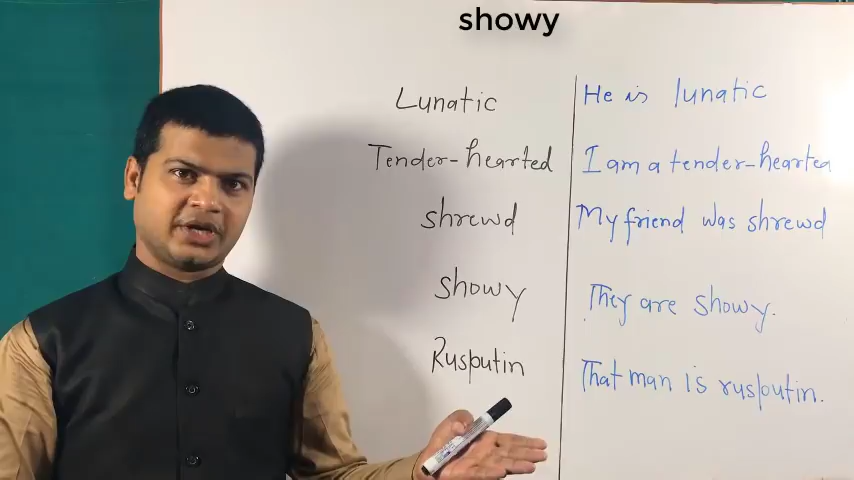 showy
Lunatic He is lunatic
Tender-hearted I am a tender-hearted
shrewd My friend was shrewd
showy They are showy.
Rusputin That man is rusputin.